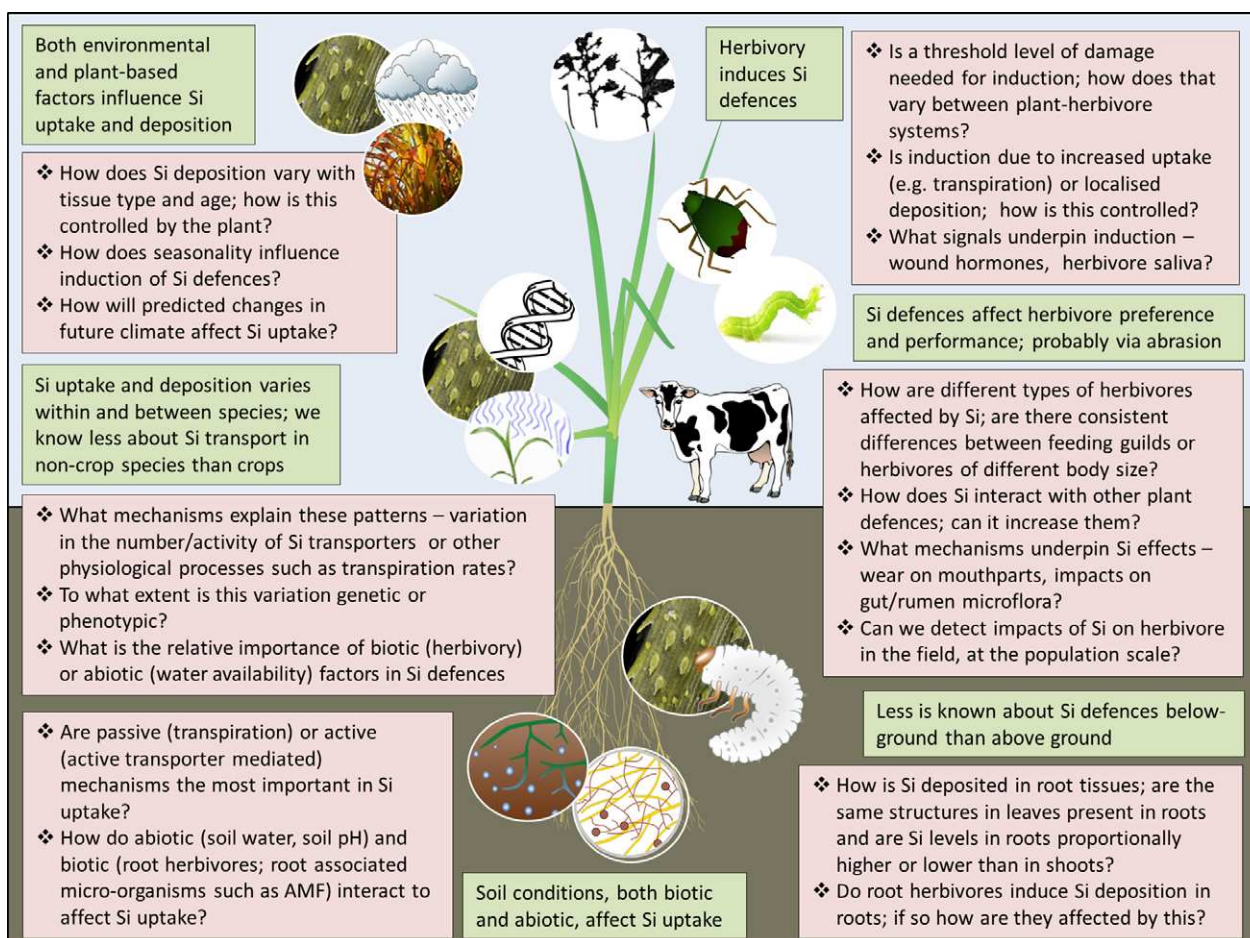 Both environmental
and plant-based
factors influence Si
uptake and deposition
❖ How does Si deposition vary with
tissue type and age; how is this
controlled by the plant?
❖ How does seasonality influence
induction of Si defences?
❖ How will predicted changes in
future climate affect Si uptake?
Si uptake and deposition varies
within and between species; we
know less about Si transport in
non-crop species than crops
❖ What mechanisms explain these patterns – variation
in the number/activity of Si transporters or other
physiological processes such as transpiration rates?
❖ To what extent is this variation genetic or
phenotypic?
❖ What is the relative importance of biotic (herbivory)
or abiotic (water availability) factors in Si defences
❖ Are passive (transpiration) or active
(active transporter mediated)
mechanisms the most important in Si
uptake?
❖ How do abiotic (soil water, soil pH) and
biotic (root herbivores; root associated
micro-organisms such as AMF) interact to
affect Si uptake?
Soil conditions, both biotic
and abiotic, affect Si uptake
Herbivory
induces Si
defences
❖ Is a threshold level of damage
needed for induction; how does that
vary between plant-herbivore
systems?
❖ Is induction due to increased uptake
(e.g. transpiration) or localised
deposition; how is this controlled?
❖ What signals underpin induction –
wound hormones, herbivore saliva?
Si defences affect herbivore preference
and performance; probably via abrasion
❖ How are different types of herbivores
affected by Si; are there consistent
differences between feeding guilds or
herbivores of different body size?
❖ How does Si interact with other plant
defences; can it increase them?
❖ What mechanisms underpin Si effects –
wear on mouthparts, impacts on
gut/rumen microflora?
❖ Can we detect impacts of Si on herbivore
in the field, at the population scale?
Less is known about Si defences below-
ground than above ground
❖ How is Si deposited in root tissues; are the
same structures in leaves present in roots
and are Si levels in roots proportionally
higher or lower than in shoots?
❖ Do root herbivores induce Si deposition in
roots; if so how are they affected by this?